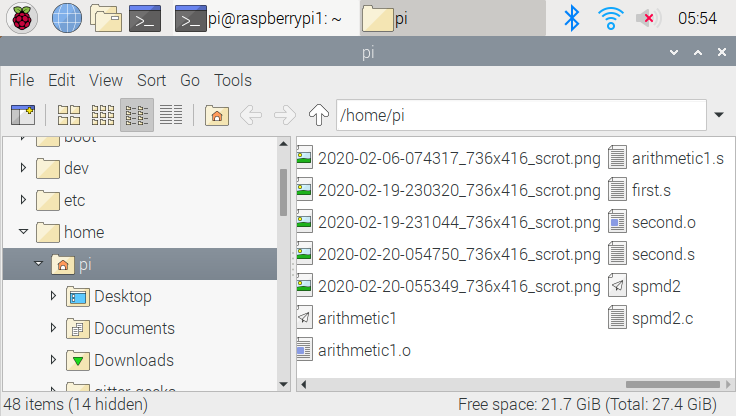 pi@raspberrypi1: ~ pi 05:54
pi
File Edit View Sort Go Tools
/home/pi
boot
dev
etc
home
pi
Desktop
Documents
Downloads
2020-02-06-074317_736x416_scrot.png
2020-02-19-230320_736x416_scrot.png
2020-02-19-231044_736x416_scrot.png
2020-02-20-054750_736x416_scrot.png
2020-02-20-055349_736x416_scrot.png
arithmetic1
arithmetic1.o
arithmetic1.s
first.s
second.o
second.s
spmd2
spmd2.c
48 items (14 hidden) Free space: 21.7 GiB (Total: 27.4 GiB)